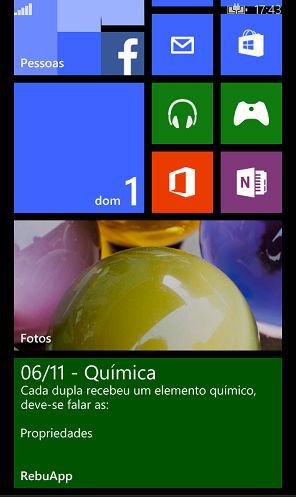 17:43
Pessoas
f
dom 1
N
Fotos
06/11 - Química
Cada dupla recebeu um elemento químico,
deve-se falar as:
Propriedades
RebuApp